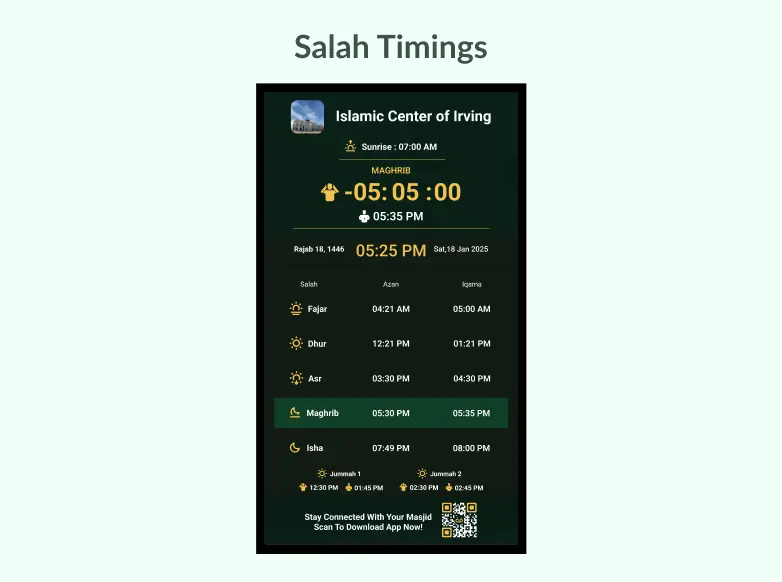 Salah Timings
Islamic Center of Irving
Sunrise : 07:00 AM
MAGHRIB
-05: 05 :00
05:35 PM
Rajab 18, 1446 05:25 PM Sat,18 Jan 2025
Salah Azan Iqama
Fajar 04:21 AM 05:00 AM
Dhur 12:21 PM 01:21 PM
Asr 03:30 PM 04:30 PM
Maghrib 05:30 PM 05:35 PM
Isha 07:49 PM 08:00 PM
Jummah 1 Jummah 2
12:30 PM 01:45 PM 02:30 PM 02:45 PM
Stay Connected With Your Masjid
Scan To Download App Now!